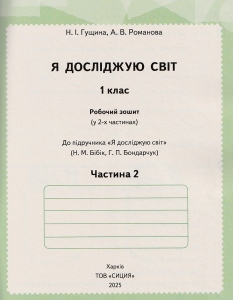 Н. І. Гущина, А. В. Романова
Я ДОСЛІДЖУЮ СВІТ
1 клас
Робочий зошит
(у 2-х частинах)
До підручника «Я досліджую світ»
(Н. М. Бібік, Г. П. Бондарчук)
Частина 2
Харків
ТОВ «СИЦИЯ»
2025